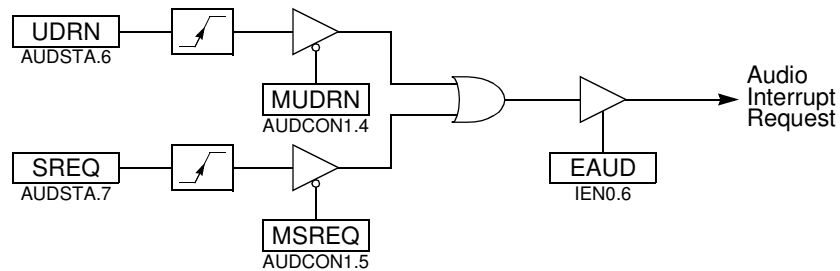 UDRN
AUDSTA.6
MUDRN
AUDCON1.4
SREQ
AUDSTA.7
MSREQ
AUDCON1.5
EAUD
IEN0.6
Audio
Interrupt
Request